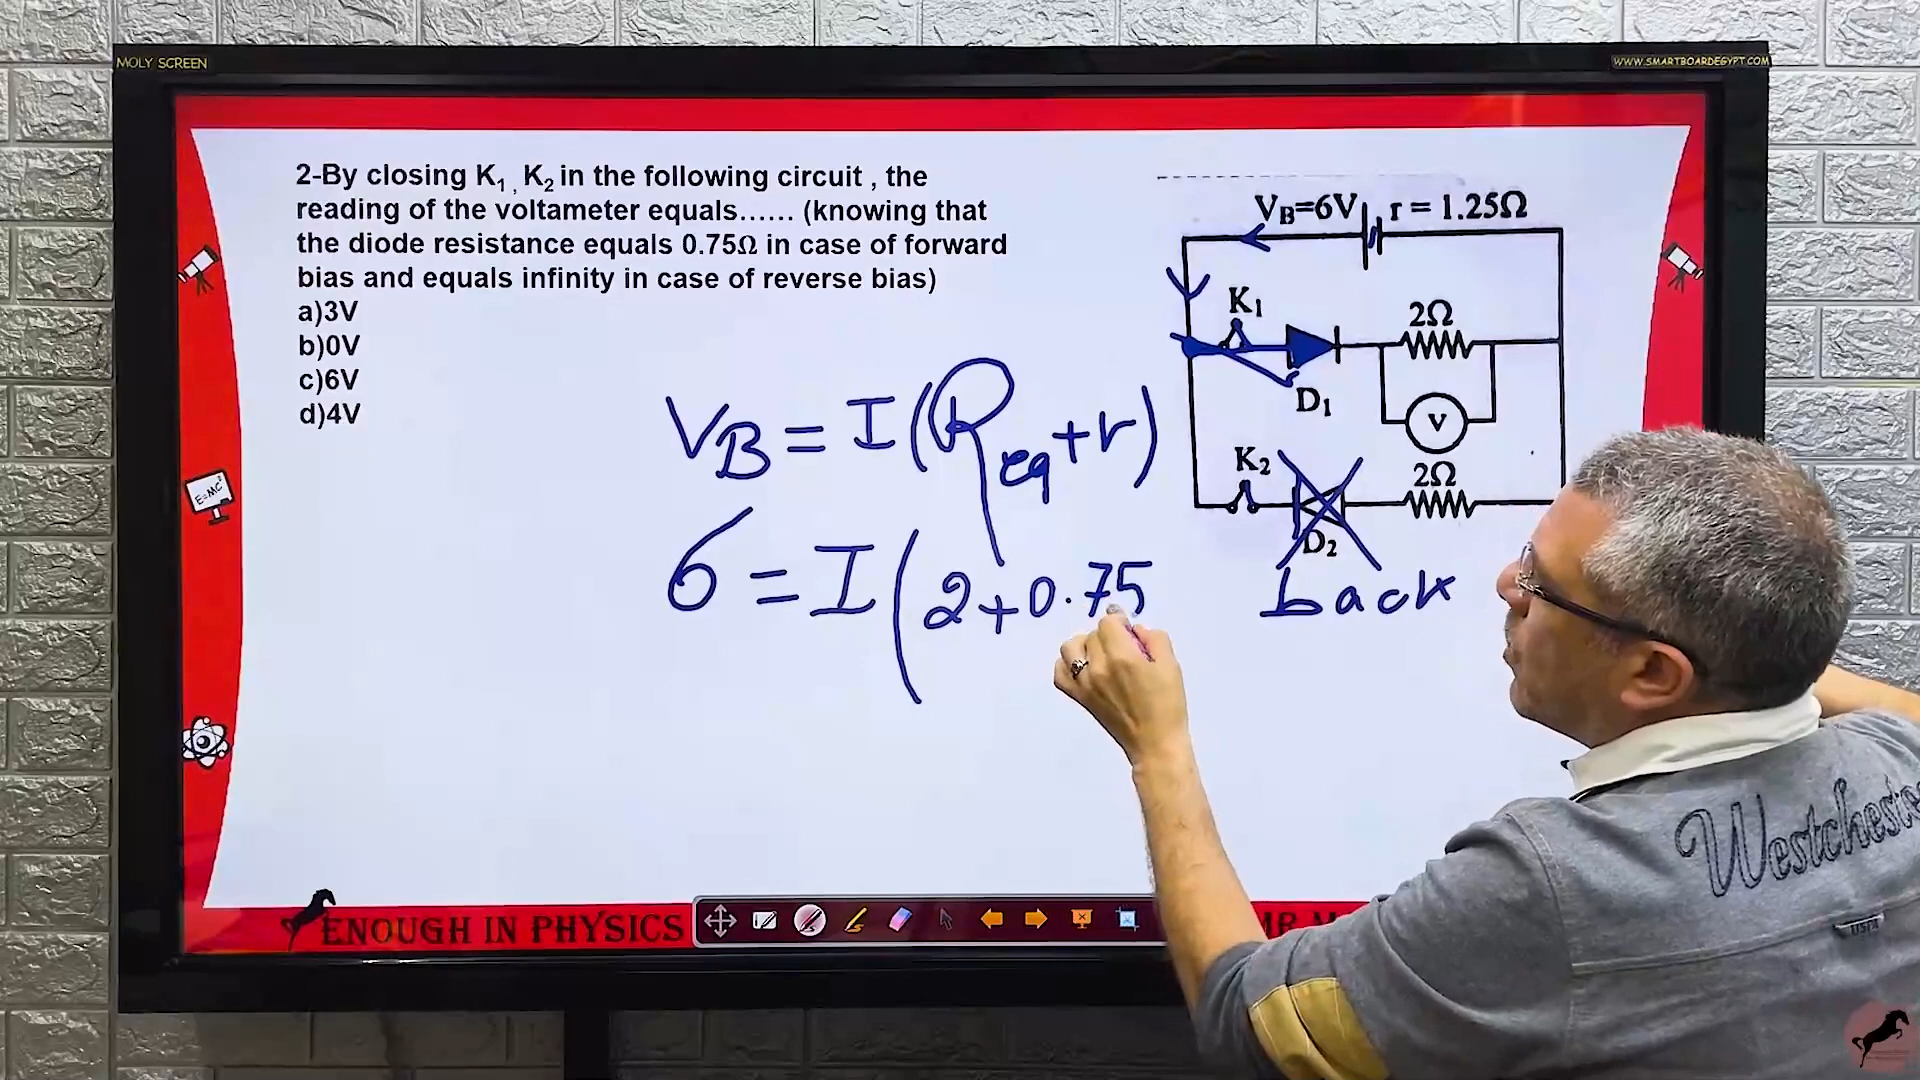 MOLY SCREEN
WWW.SMARTBOARDEGYPT.COM
2-By closing K1 , K2 in the following circuit , the
reading of the voltameter equals...... (knowing that
the diode resistance equals 0.75Ω in case of forward
bias and equals infinity in case of reverse bias)
a)3V
b)0V
c)6V
d)4V
VB=6V r = 1.25Ω
K1
2Ω
D1
V
K2
2Ω
D2
back
VB = I(Req+r)
6 = I(2+0.75
E=MC²
Westcheste
ENOUGH IN PHYSICS
MR M